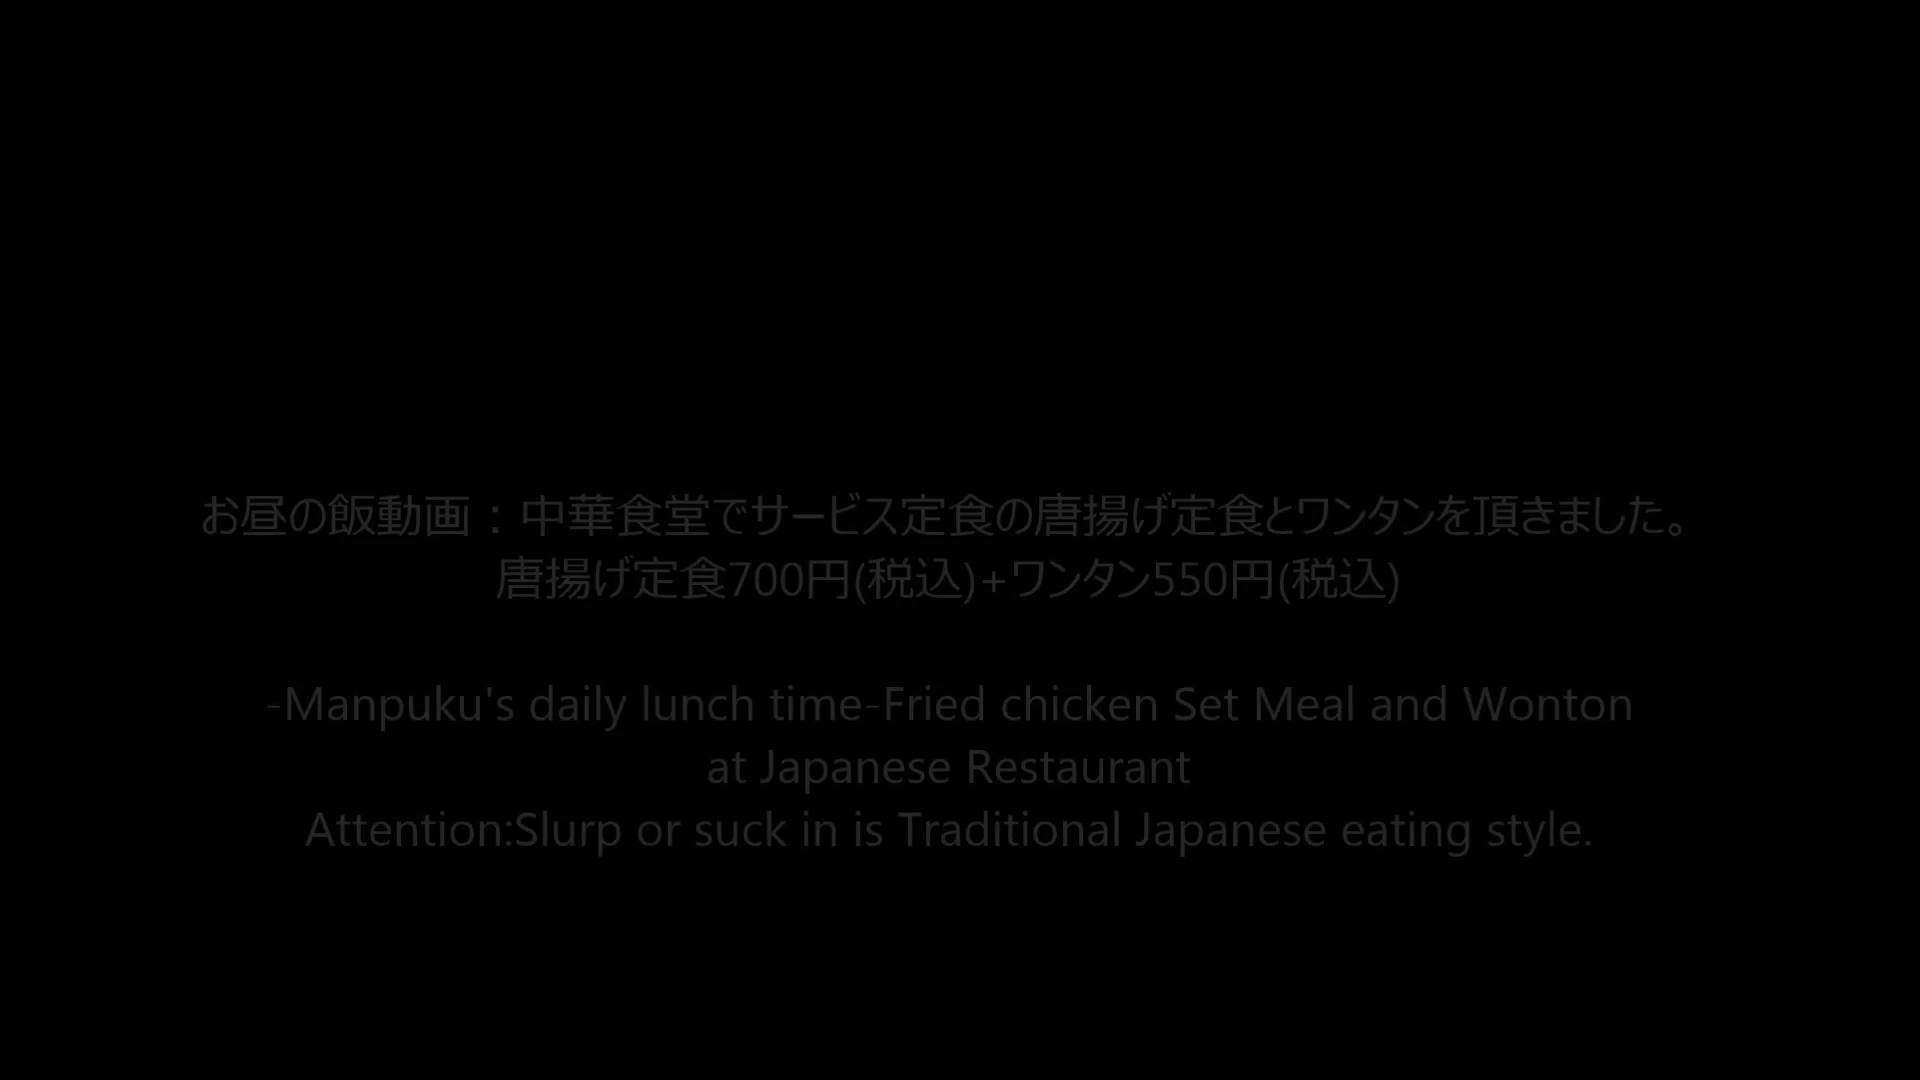 お昼の飯動画：中華食堂でサービス定食の唐揚げ定食とワンタンを頂きました。
唐揚げ定食700円(税込)+ワンタン550円(税込)
-Manpuku's daily lunch time-Fried chicken Set Meal and Wonton
at Japanese Restaurant
Attention:Slurp or suck in is Traditional Japanese eating style.